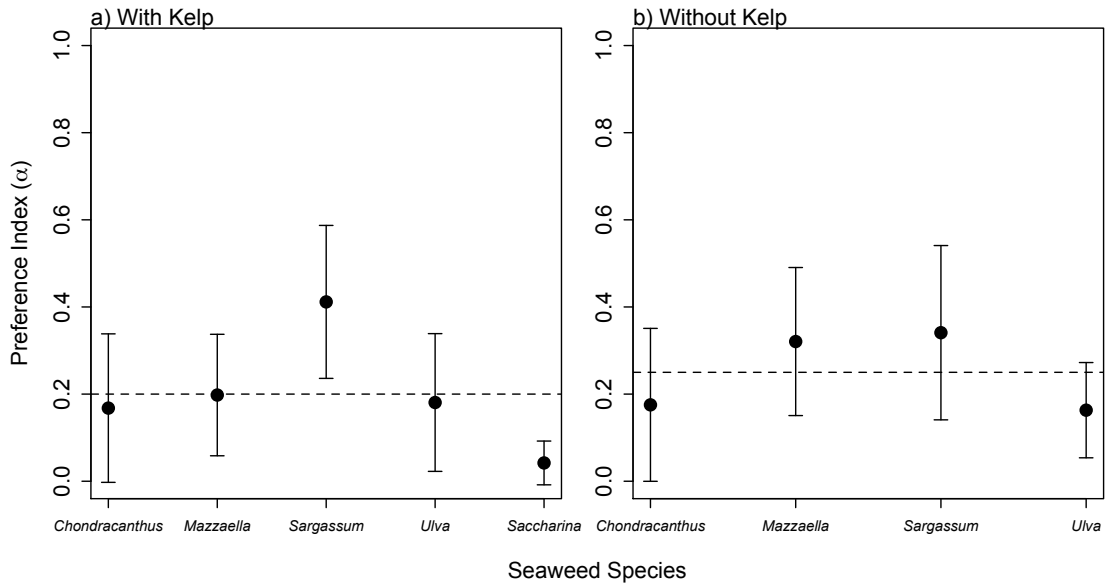 a) With Kelp
b) Without Kelp
Preference Index (α)
1.0
0.8
0.6
0.4
0.2
0.0
1.0
0.8
0.6
0.4
0.2
0.0
Chondracanthus Mazzaella Sargassum Ulva Saccharina
Chondracanthus Mazzaella Sargassum Ulva
Seaweed Species